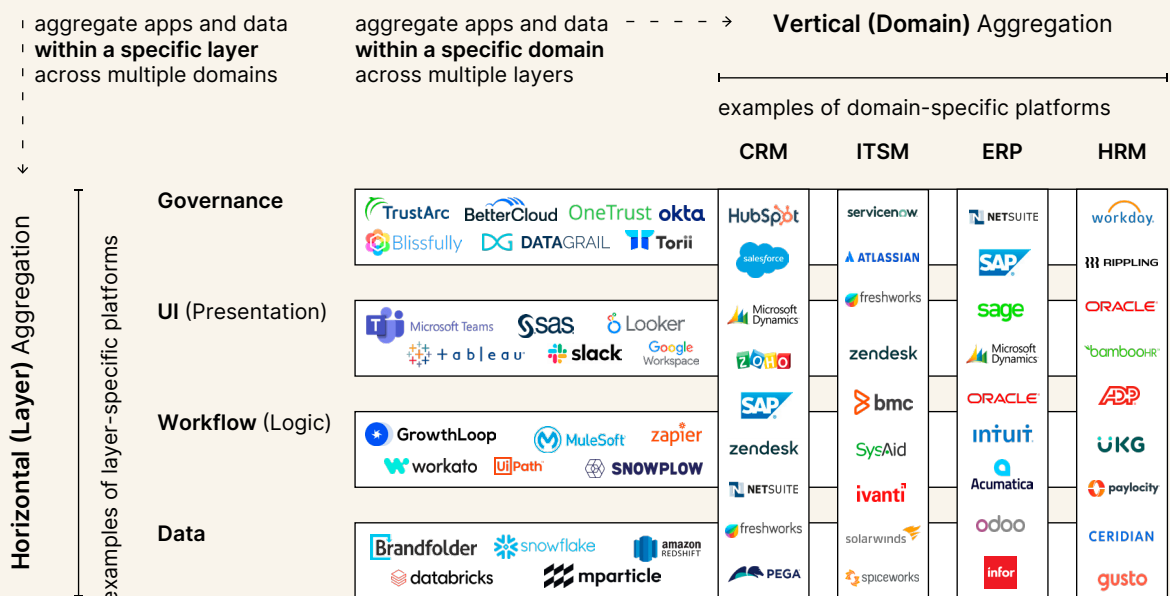 aggregate apps and data
within a specific layer
across multiple domains
aggregate apps and data
within a specific domain
across multiple layers
Vertical (Domain) Aggregation
examples of domain-specific platforms
CRM ITSM ERP HRM
Horizontal (Layer) Aggregation
examples of layer-specific platforms
Governance
TrustArc BetterCloud OneTrust okta
Blissfully DATAGRAIL Torii
UI (Presentation)
Microsoft Teams sas Looker
+ableau slack Google Workspace
Workflow (Logic)
GrowthLoop MuleSoft zapier
workato UiPath SNOWPLOW
Data
Brandfolder snowflake amazon REDSHIFT
databricks mparticle
HubSpot
salesforce
Microsoft Dynamics
ZOHO
SAP
zendesk
NETSUITE
freshworks
PEGA
servicenow
ATLASSIAN
freshworks
zendesk
bmc
SysAid
ivanti
solarwinds
spiceworks
NETSUITE
SAP
sage
Microsoft Dynamics
ORACLE
INTUIT
Acumatica
odoo
infor
workday
RIPPLING
ORACLE
bambooHR
ADP
UKG
paylocity
CERIDIAN
gusto